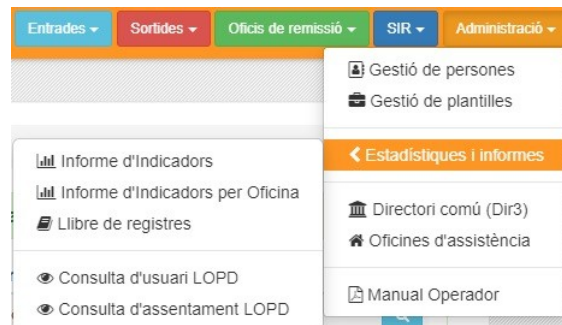 Entrades
Sortides
Oficis de remissió
SIR
Administració
Gestió de persones
Gestió de plantilles
Estadístiques i informes
Directori comú (Dir3)
Oficines d'assistència
Manual Operador
Informe d'Indicadors
Informe d'Indicadors per Oficina
Llibre de registres
Consulta d'usuari LOPD
Consulta d'assentament LOPD